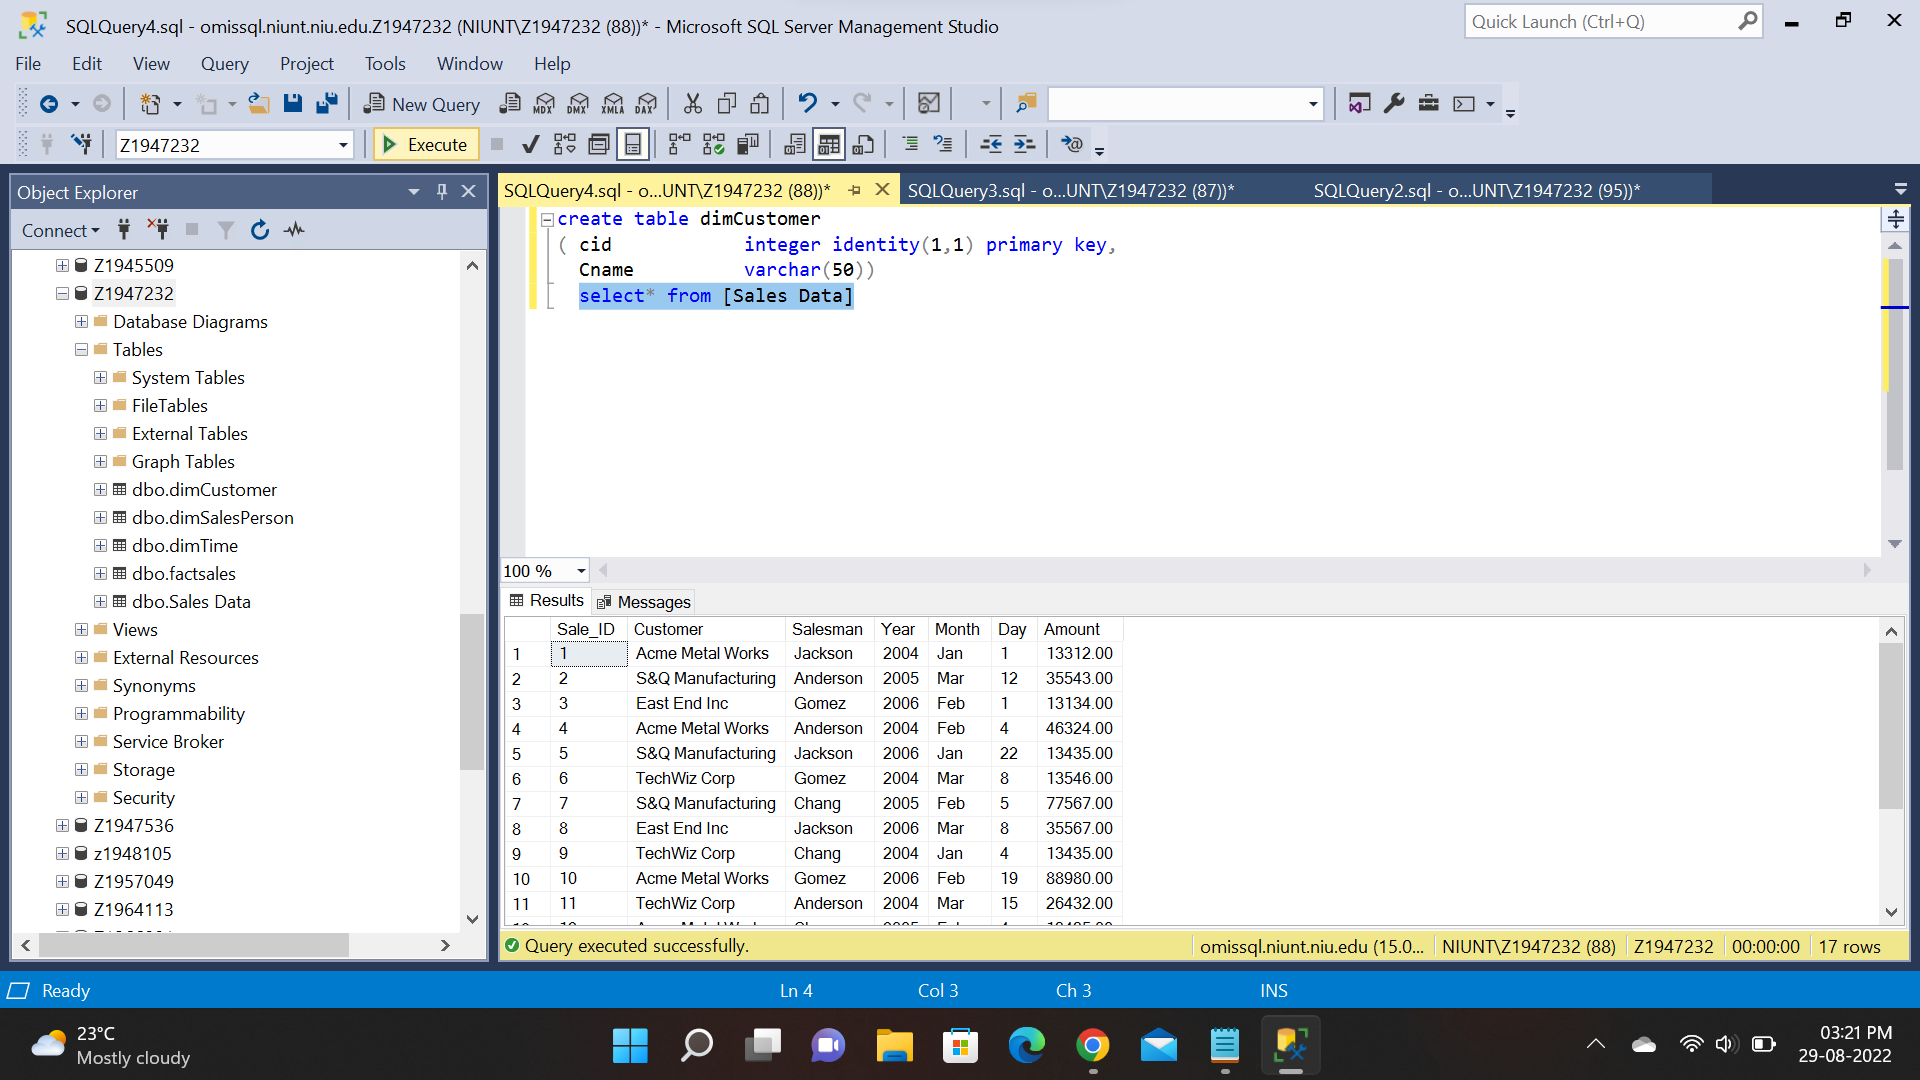 SQLQuery4.sql - omissql.niunt.niu.edu.Z1947232 (NIUNT\Z1947232 (88))* - Microsoft SQL Server Management Studio
Quick Launch (Ctrl+Q)
File Edit View Query Project Tools Window Help
New Query MDX DMX XMLA DAX
Z1947232 Execute
Object Explorer
Connect
Z1945509
Z1947232
Database Diagrams
Tables
System Tables
FileTables
External Tables
Graph Tables
dbo.dimCustomer
dbo.dimSalesPerson
dbo.dimTime
dbo.factsales
dbo.Sales Data
Views
External Resources
Synonyms
Programmability
Service Broker
Storage
Security
Z1947536
z1948105
Z1957049
Z1964113
SQLQuery4.sql - o...UNT\Z1947232 (88))* SQLQuery3.sql - o...UNT\Z1947232 (87))* SQLQuery2.sql - o...UNT\Z1947232 (95))*
create table dimCustomer
( cid integer identity(1,1) primary key,
Cname varchar(50))
select* from [Sales Data]
100 %
Results Messages
Sale_ID Customer Salesman Year Month Day Amount
1 1 Acme Metal Works Jackson 2004 Jan 1 13312.00
2 2 S&Q Manufacturing Anderson 2005 Mar 12 35543.00
3 3 East End Inc Gomez 2006 Feb 1 13134.00
4 4 Acme Metal Works Anderson 2004 Feb 4 46324.00
5 5 S&Q Manufacturing Jackson 2006 Jan 22 13435.00
6 6 TechWiz Corp Gomez 2004 Mar 8 13546.00
7 7 S&Q Manufacturing Chang 2005 Feb 5 77567.00
8 8 East End Inc Jackson 2006 Mar 8 35567.00
9 9 TechWiz Corp Chang 2004 Jan 4 13435.00
10 10 Acme Metal Works Gomez 2006 Feb 19 88980.00
11 11 TechWiz Corp Anderson 2004 Mar 15 26432.00
Query executed successfully. omissql.niunt.niu.edu (15.0... NIUNT\Z1947232 (88) Z1947232 00:00:00 17 rows
Ready Ln 4 Col 3 Ch 3 INS
23°C
Mostly cloudy
03:21 PM
29-08-2022